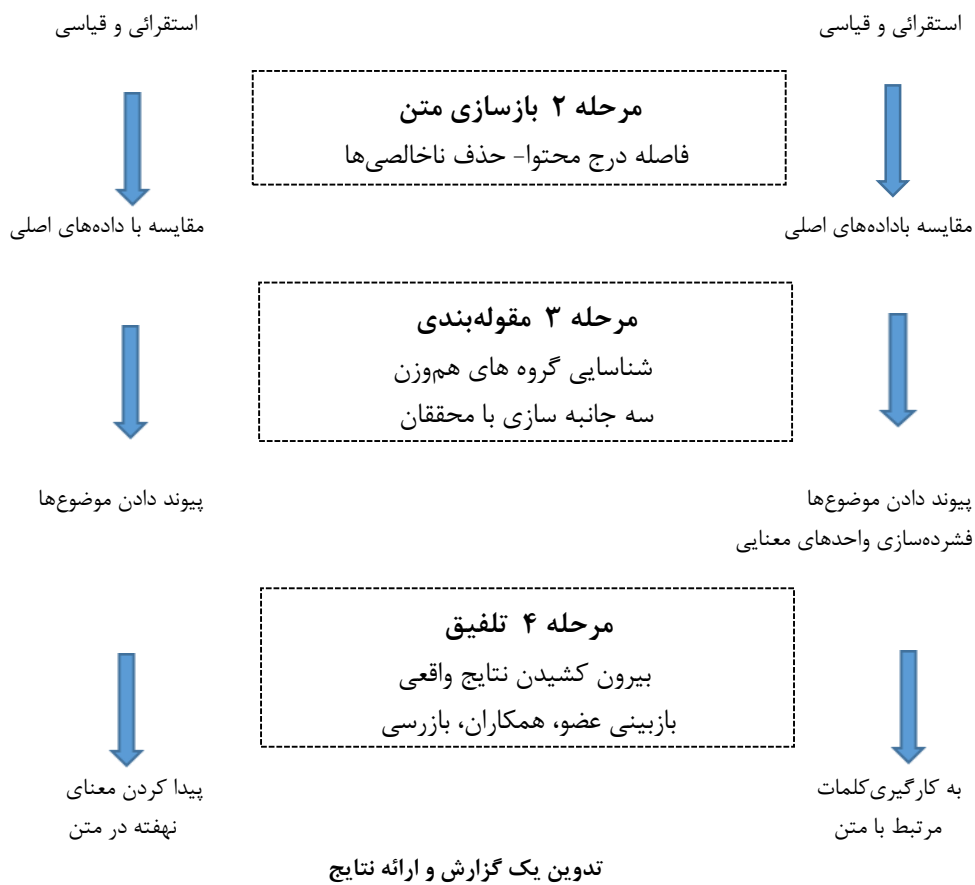 استقرائی و قیاسی
استقرائی و قیاسی
مرحله ۲ بازسازی متن
فاصله درج محتوا- حذف ناخالصی‌ها
مقایسه باداده‌های اصلی
مقایسه با داده‌های اصلی
مرحله ۳ مقوله‌بندی
شناسایی گروه های هم‌وزن
سه جانبه سازی با محققان
پیوند دادن موضوع‌ها
فشرده‌سازی واحدهای معنایی
پیوند دادن موضوع‌ها
مرحله ۴ تلفیق
بیرون کشیدن نتایج واقعی
بازبینی عضو، همکاران، بازرسی
به کارگیری‌کلمات
مرتبط با متن
پیدا کردن معنای
نهفته در متن
تدوین یک گزارش و ارائه نتایج